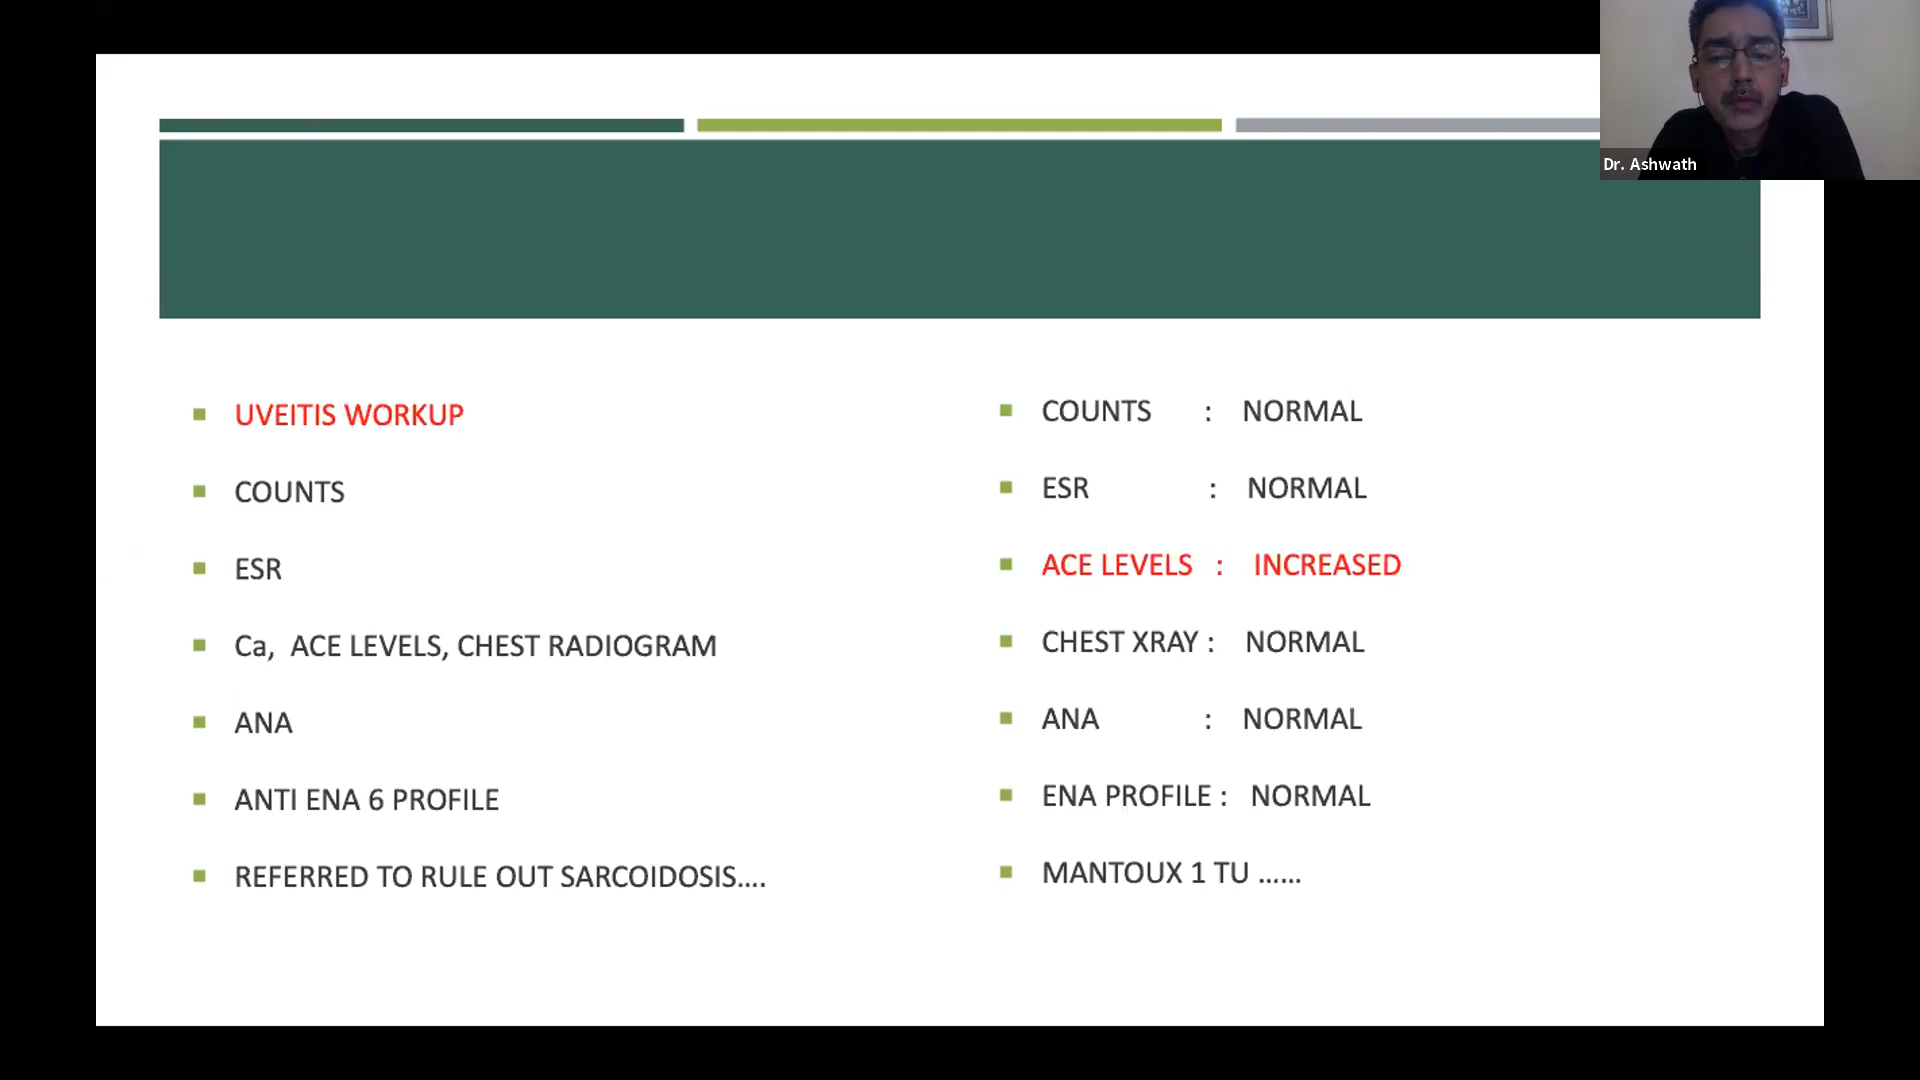 Dr. Ashwath
UVEITIS WORKUP
COUNTS
ESR
Ca, ACE LEVELS, CHEST RADIOGRAM
ANA
ANTI ENA 6 PROFILE
REFERRED TO RULE OUT SARCOIDOSIS....
COUNTS : NORMAL
ESR : NORMAL
ACE LEVELS : INCREASED
CHEST XRAY : NORMAL
ANA : NORMAL
ENA PROFILE : NORMAL
MANTOUX 1 TU ......